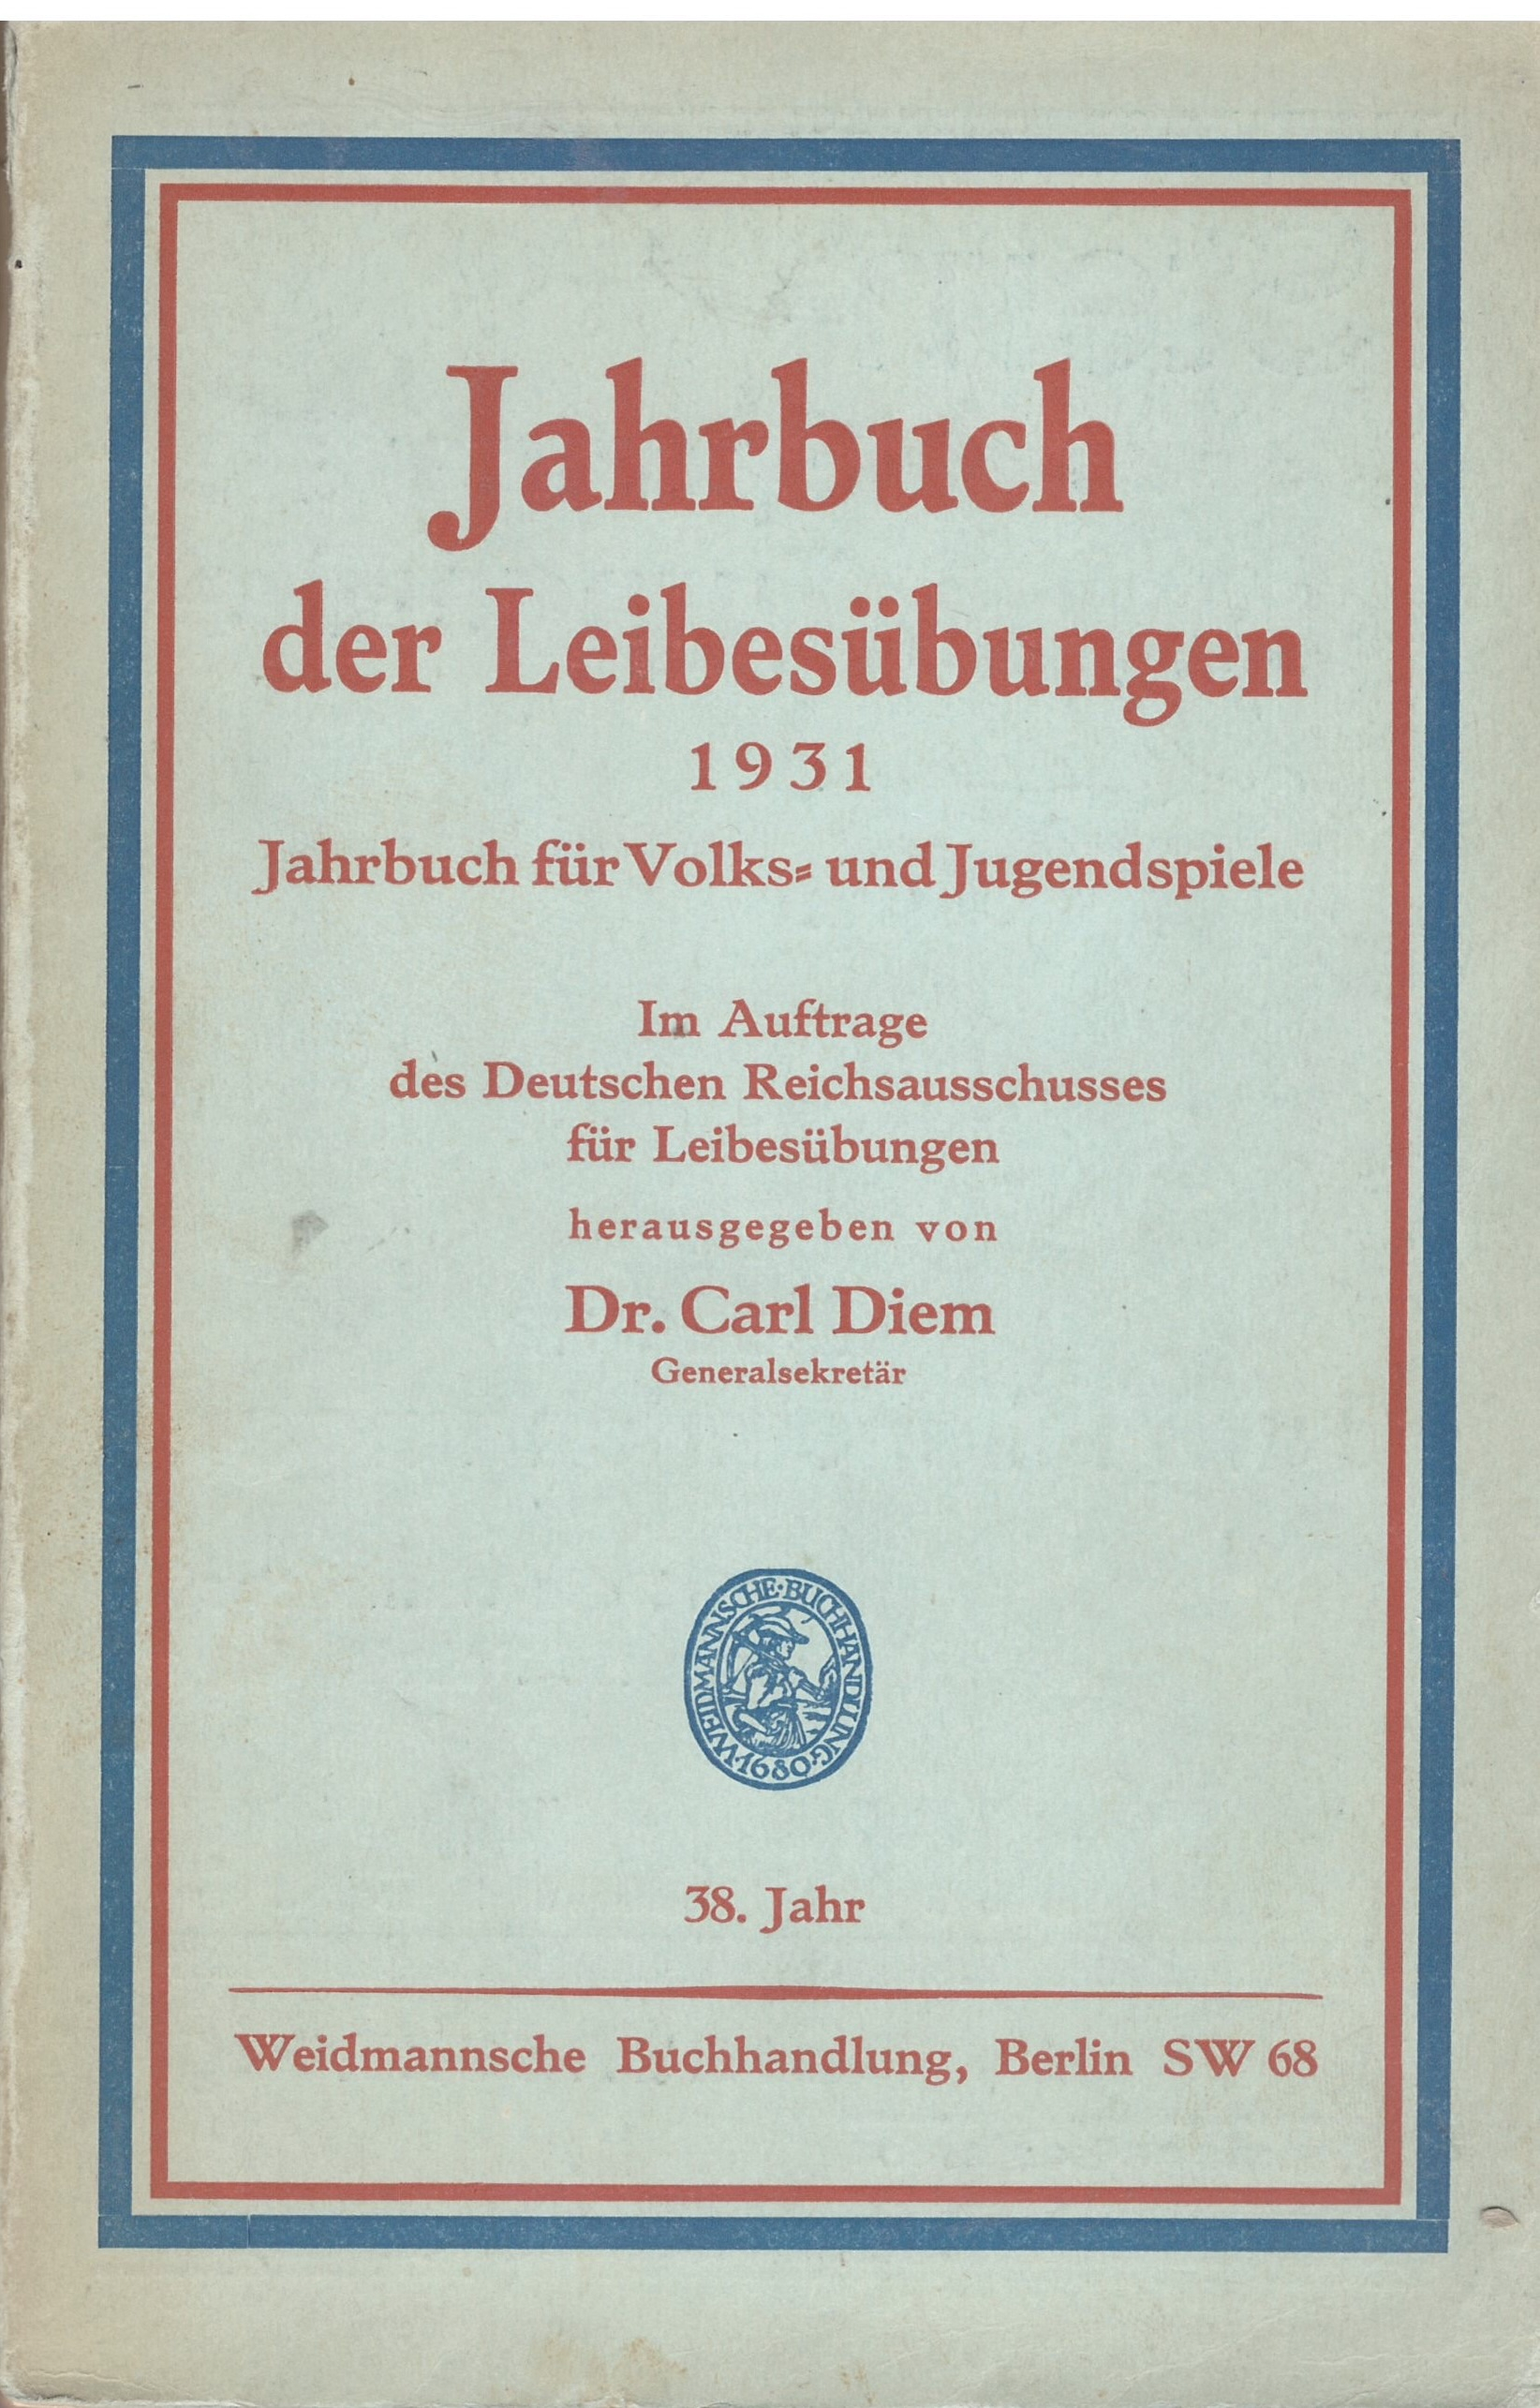 Jahrbuch
der Leibesübungen
1931
Jahrbuch für Volks= und Jugendspiele
Im Auftrage
des Deutschen Reichsausschusses
für Leibesübungen
herausgegeben von
Dr. Carl Diem
Generalsekretär
WEIDMANNSCHE·BUCHHANDLUNG·
1680
38. Jahr
Weidmannsche Buchhandlung, Berlin SW 68